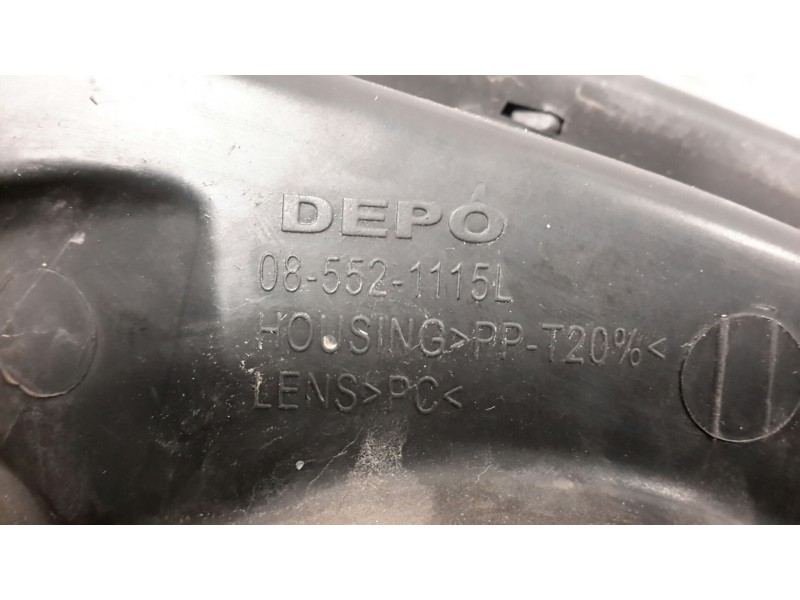 DEPO
08-552-1115L
HOUSING>PP-T20%<
LENS>PC<